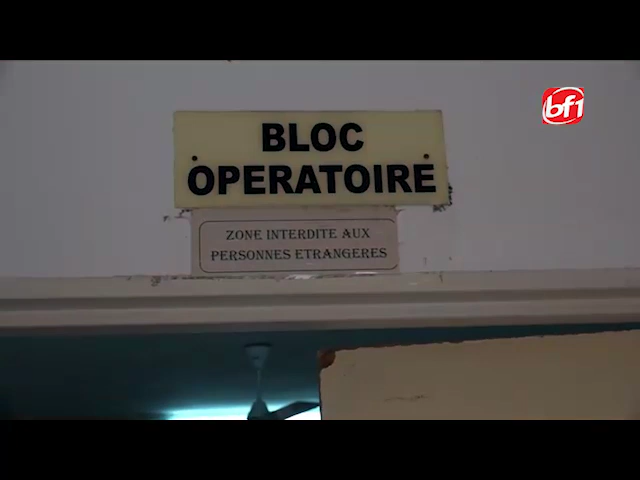 bf1
BLOC
OPERATOIRE
ZONE INTERDITE AUX
PERSONNES ETRANGERES